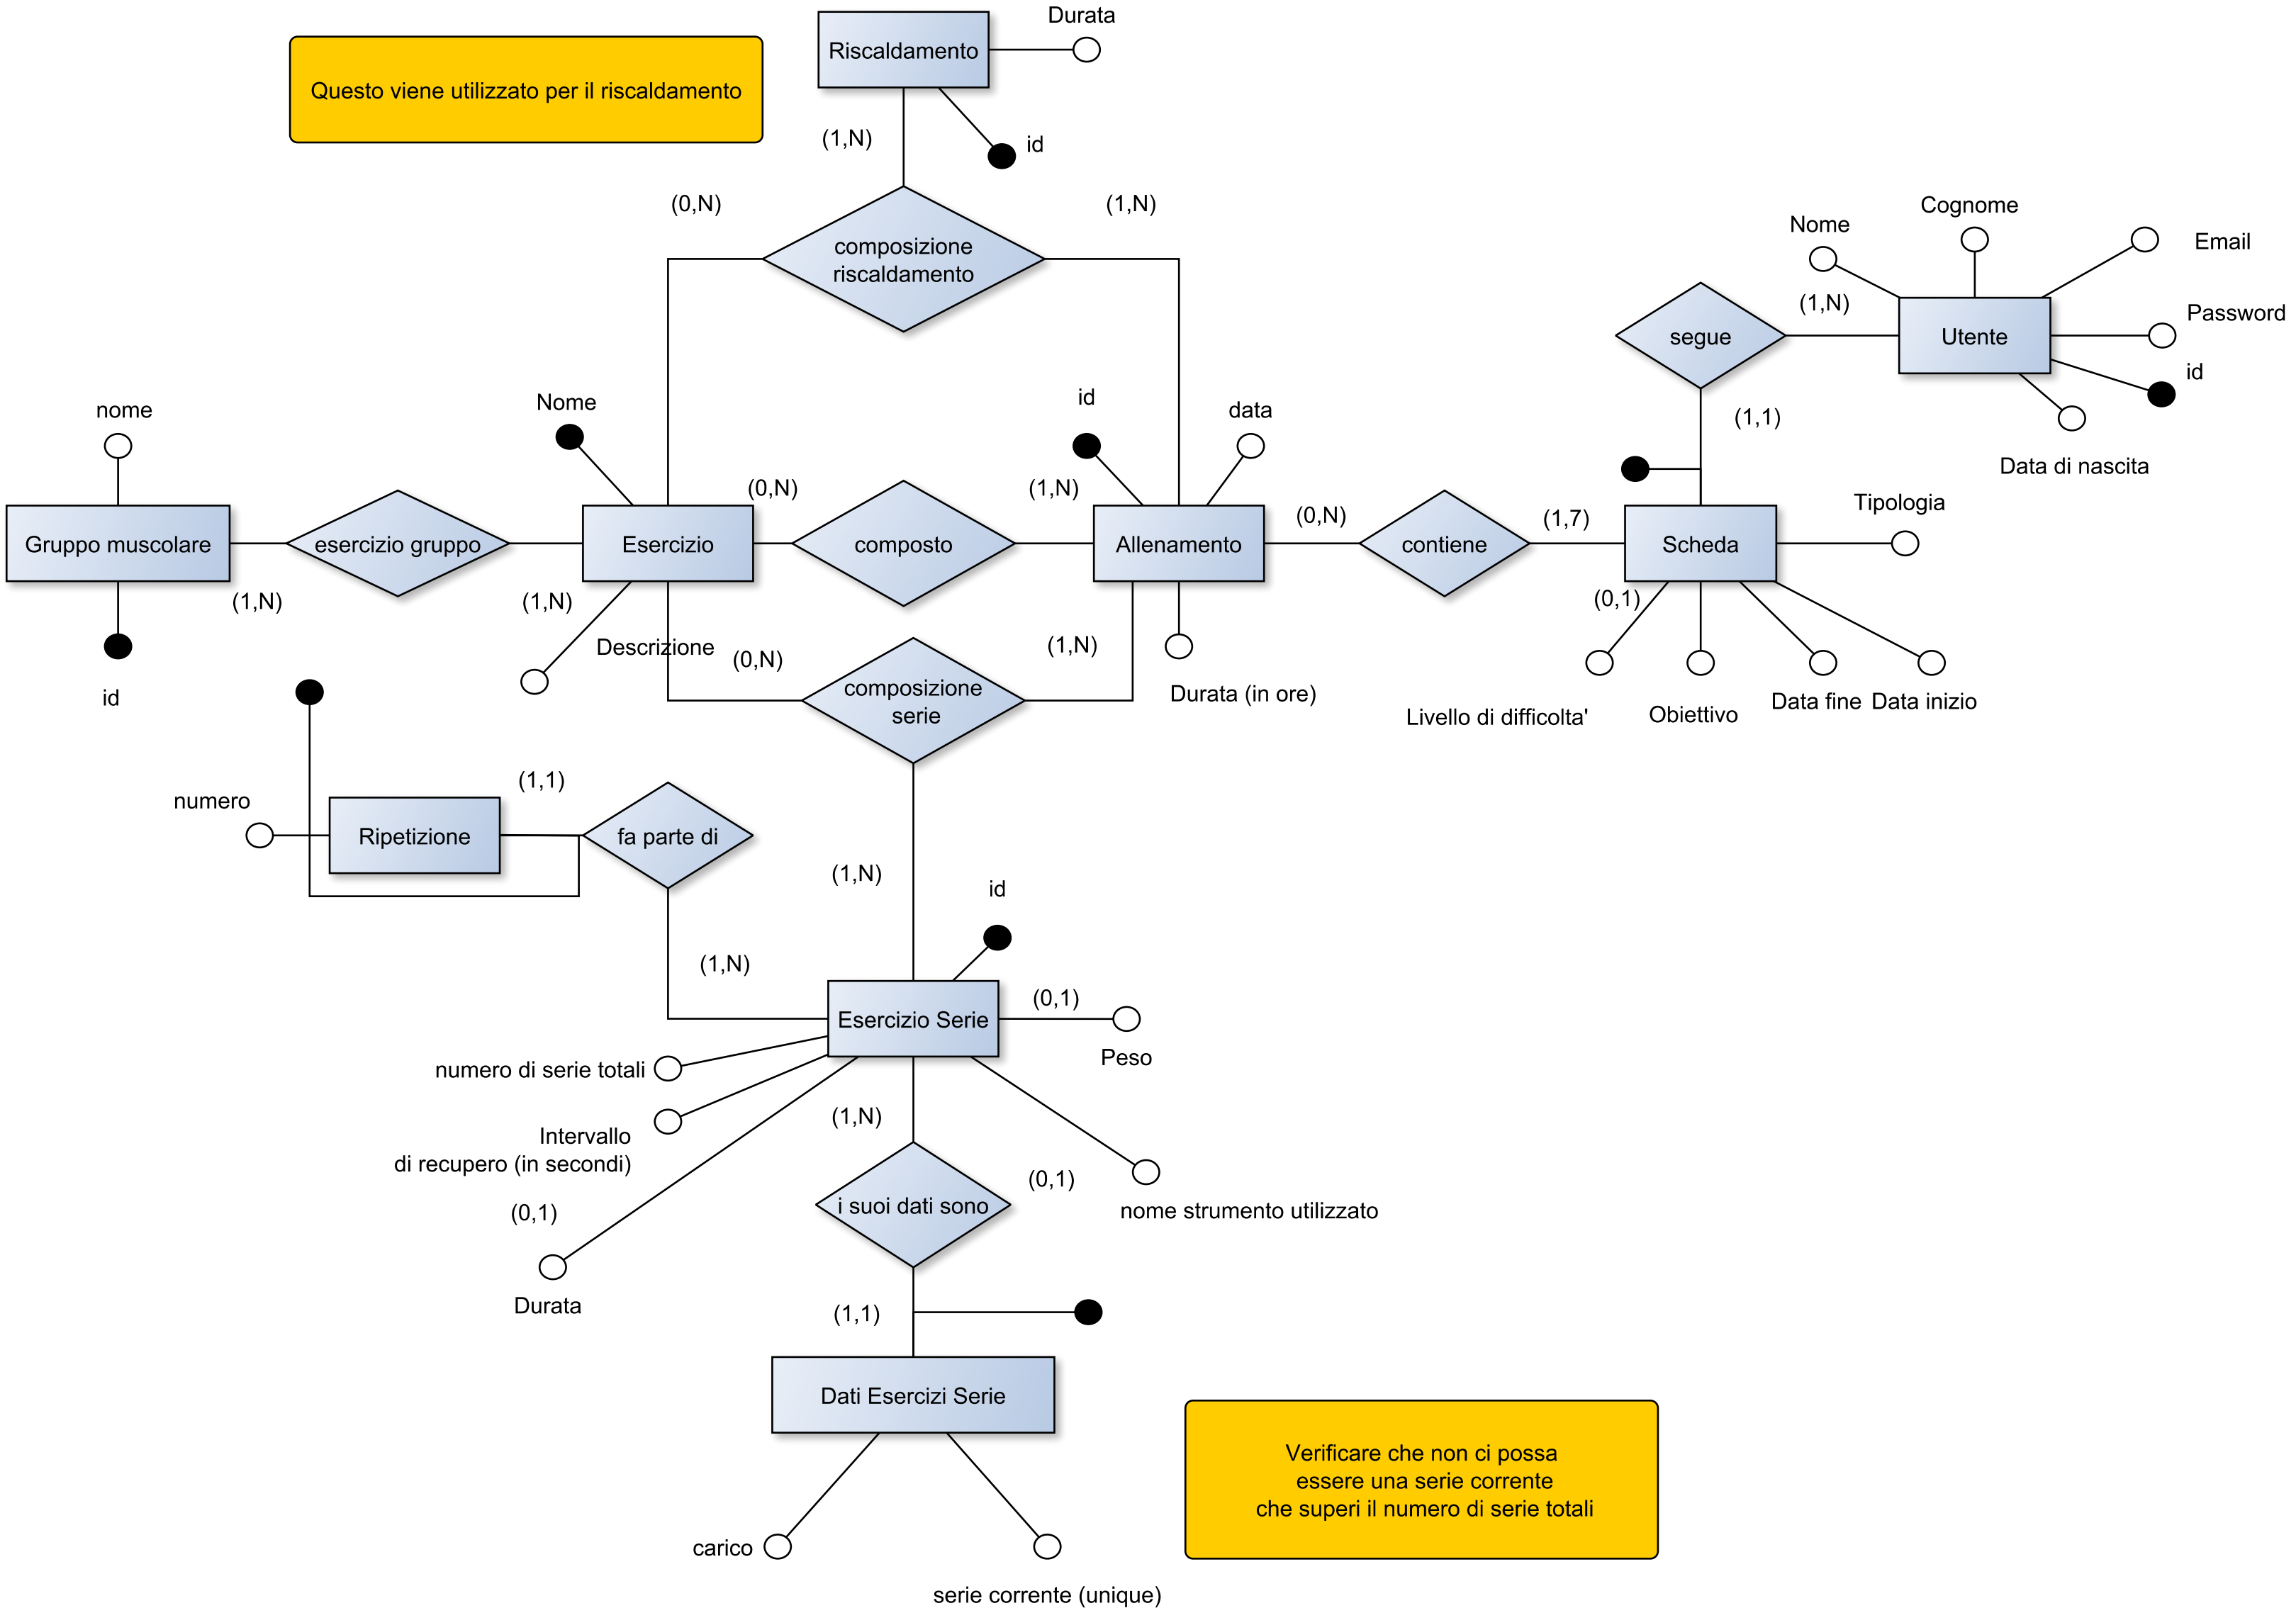 Durata
Riscaldamento
Questo viene utilizzato per il riscaldamento
(1,N)
id
(0,N)
(1,N)
composizione
riscaldamento
Cognome
Nome
Email
(1,N)
Password
segue
Utente
id
(1,1)
Data di nascita
nome
Nome
id
data
(0,N)
(1,N)
(0,N)
(1,7)
Tipologia
Gruppo muscolare
esercizio gruppo
Esercizio
composto
Allenamento
contiene
Scheda
(1,N)
(1,N)
(0,1)
Descrizione
(0,N)
(1,N)
id
composizione
serie
Durata (in ore)
Livello di difficolta'
Obiettivo
Data fine
Data inizio
(1,1)
numero
Ripetizione
fa parte di
(1,N)
id
(1,N)
(0,1)
Esercizio Serie
Peso
numero di serie totali
(1,N)
Intervallo
di recupero (in secondi)
(0,1)
(0,1)
i suoi dati sono
nome strumento utilizzato
Durata
(1,1)
Dati Esercizi Serie
Verificare che non ci possa
essere una serie corrente
che superi il numero di serie totali
carico
serie corrente (unique)